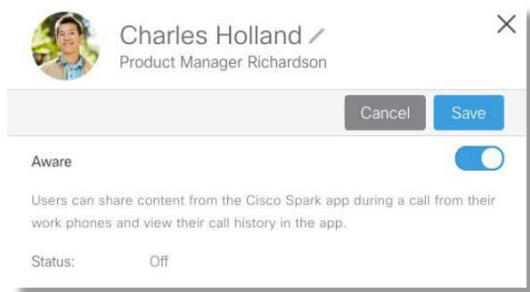 Charles Holland
Product Manager Richardson
Cancel Save
Aware
Users can share content from the Cisco Spark app during a call from their
work phones and view their call history in the app.
Status: Off